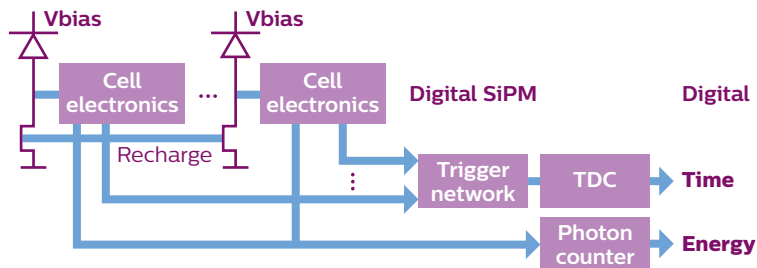 Vbias
Vbias
Cell
electronics
...
Cell
electronics
Digital SiPM
Digital
Recharge
...
Trigger
network
TDC
Time
Photon
counter
Energy